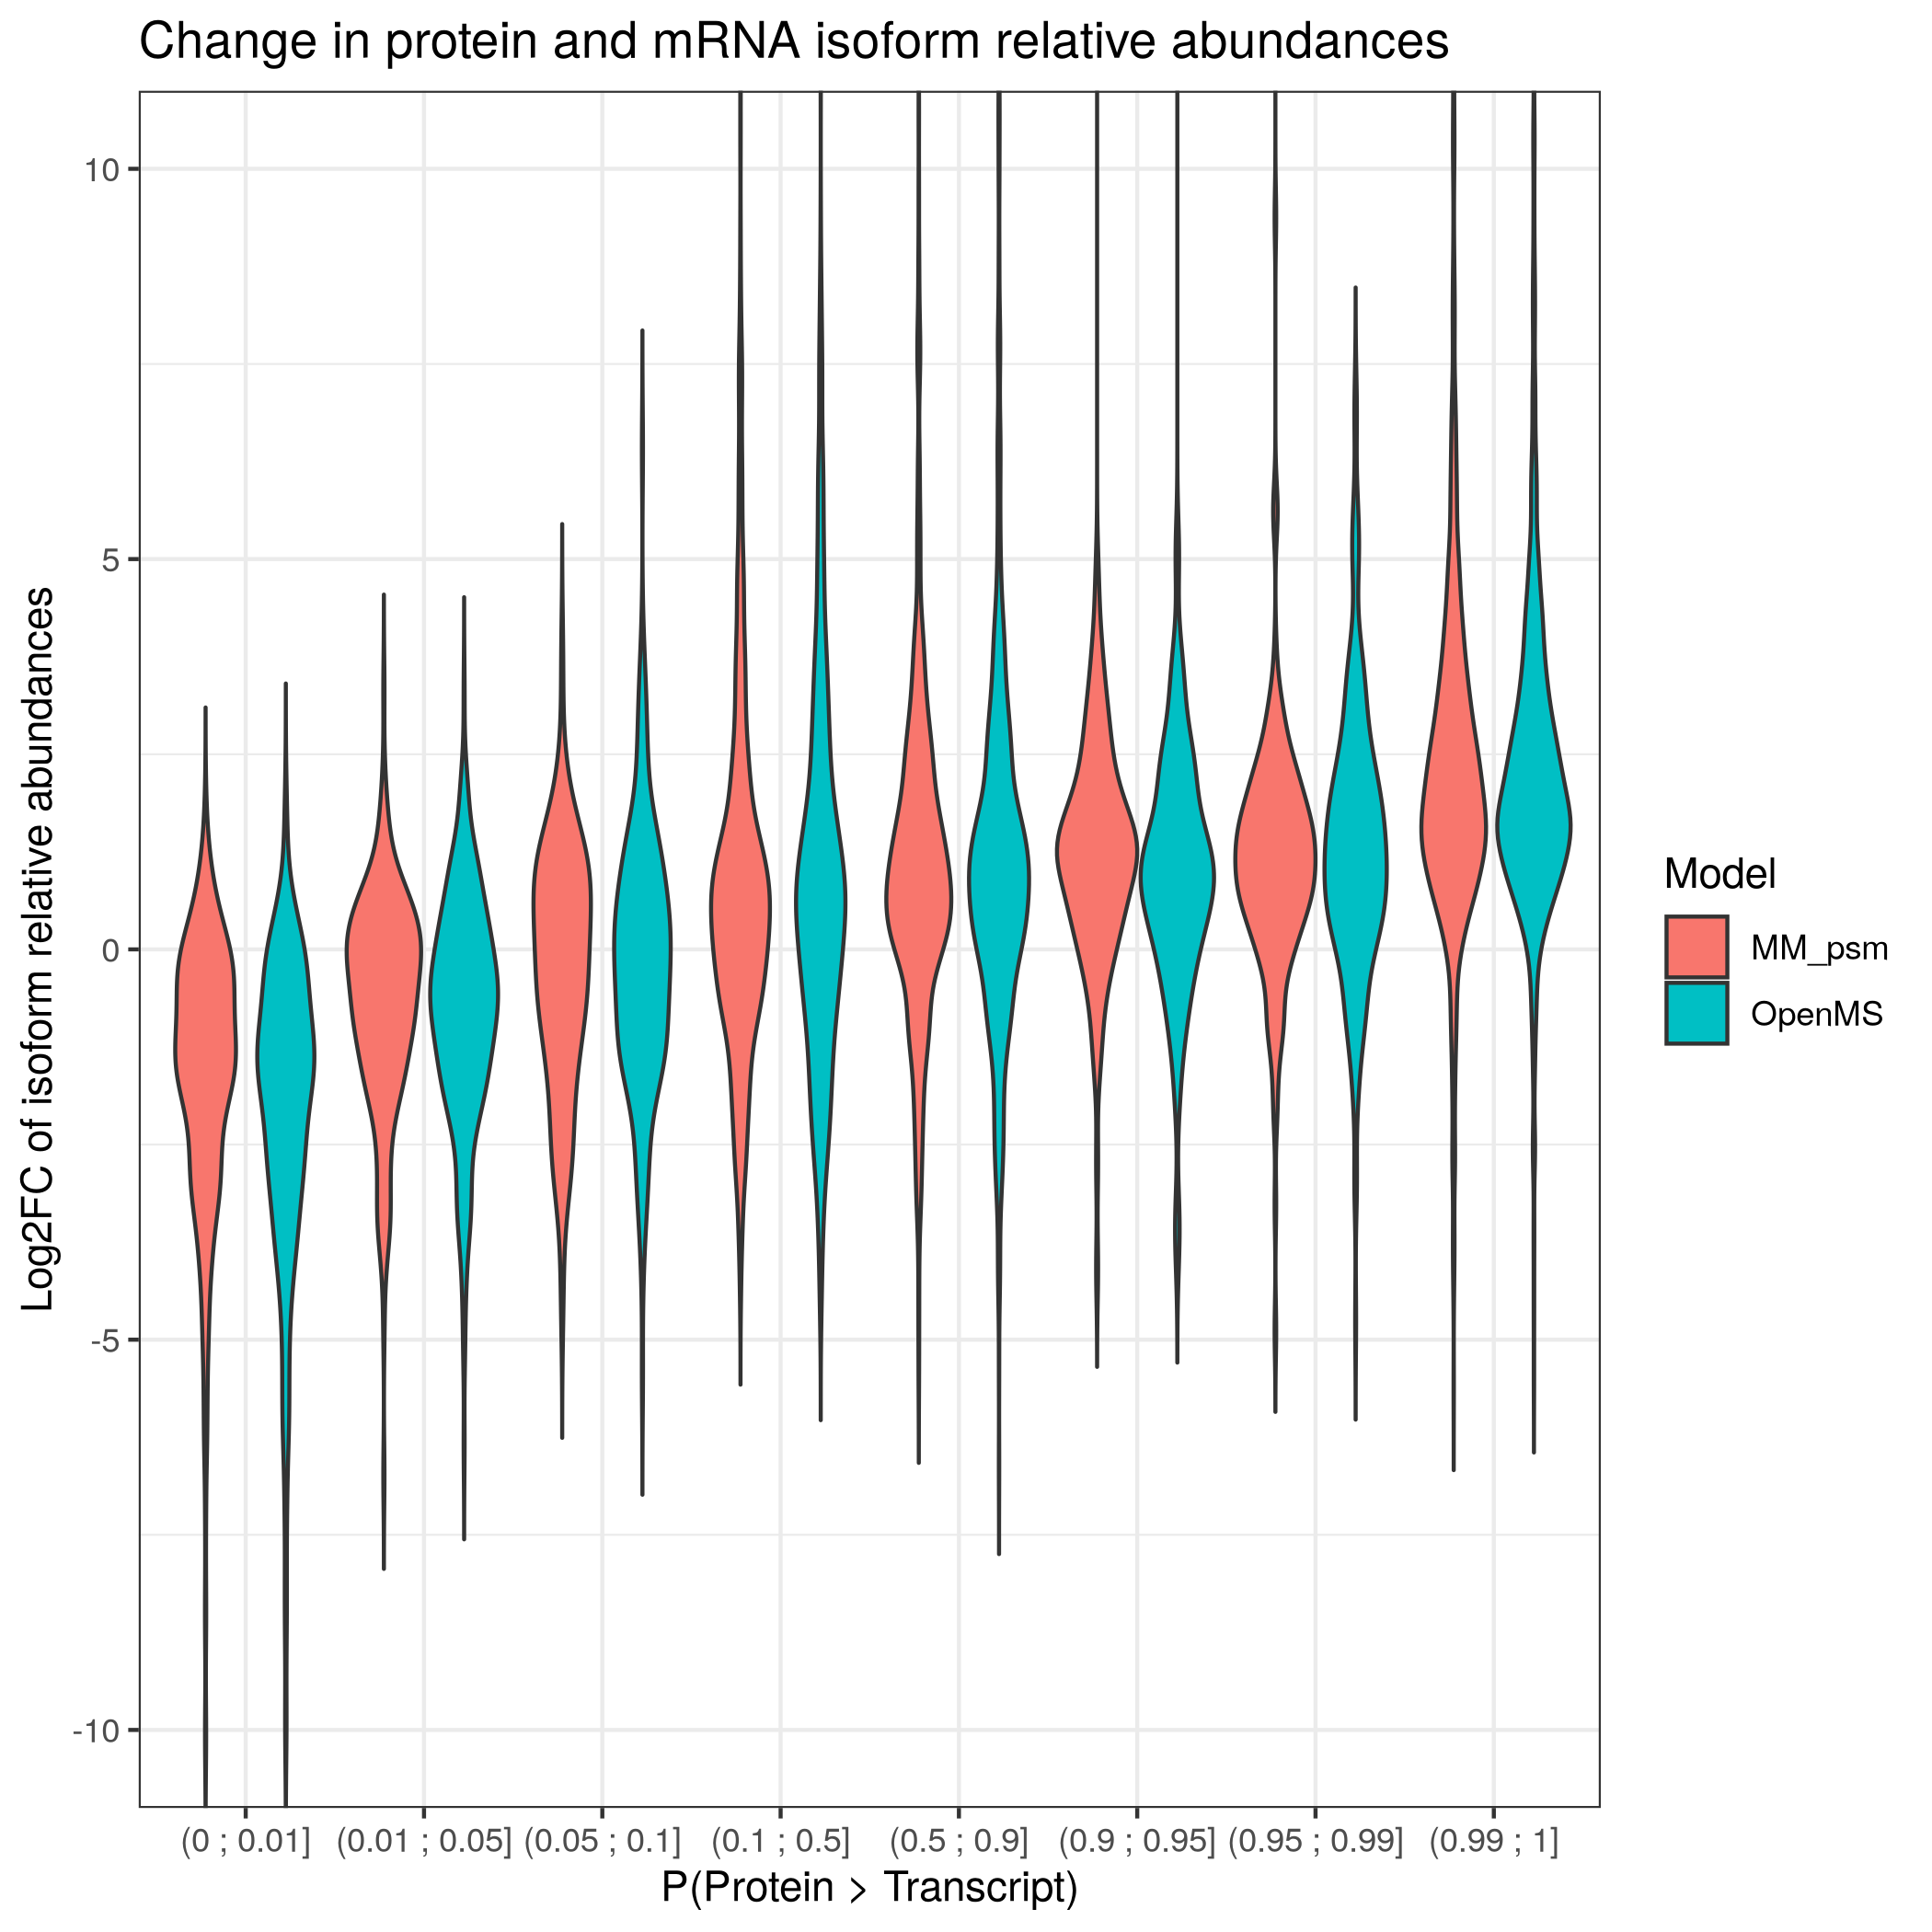 Change in protein and mRNA isoform relative abundances
Log2FC of isoform relative abundances
10
5
0
-5
-10
(0 ; 0.01]
(0.01 ; 0.05]
(0.05 ; 0.1]
(0.1 ; 0.5]
(0.5 ; 0.9]
(0.9 ; 0.95]
(0.95 ; 0.99]
(0.99 ; 1]
P(Protein > Transcript)
Model
MM_psm
OpenMS